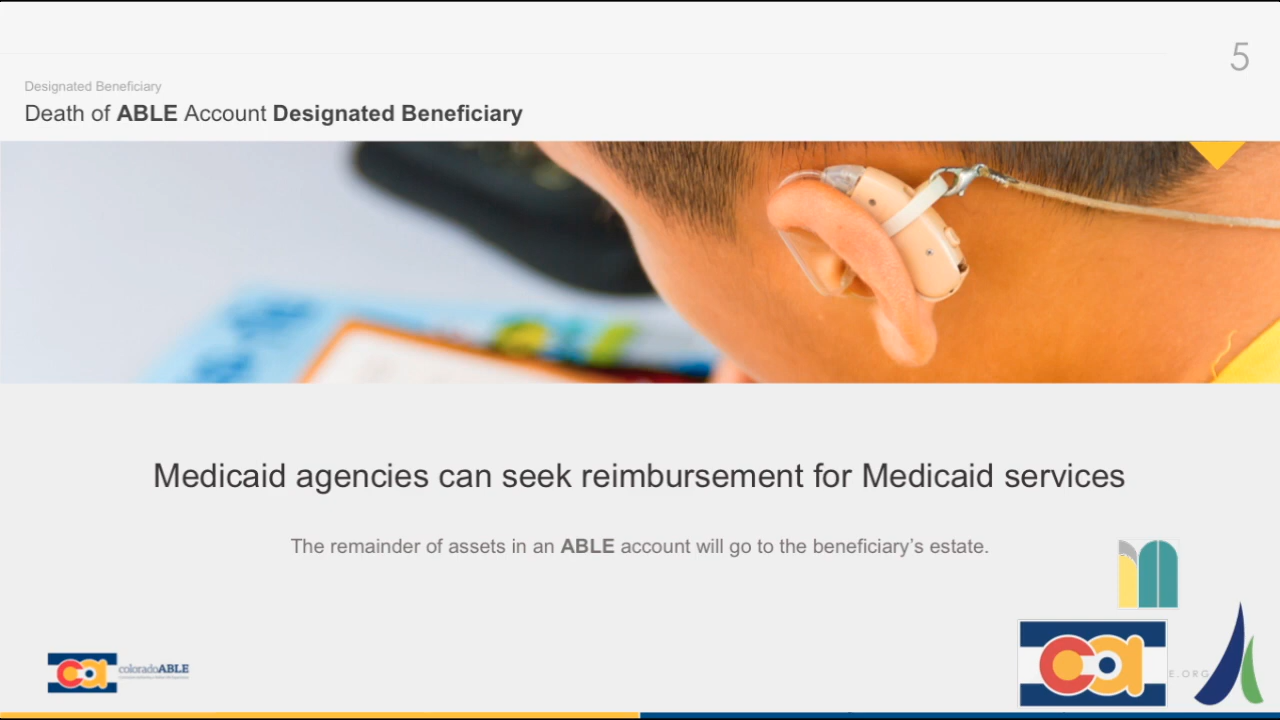 5
Designated Beneficiary
Death of ABLE Account Designated Beneficiary
Medicaid agencies can seek reimbursement for Medicaid services
The remainder of assets in an ABLE account will go to the beneficiary’s estate.
coloradoABLE
E.ORG